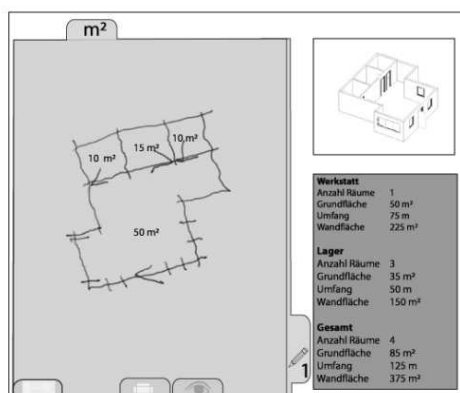 m²
10 m²
15 m²
10 m²
50 m²
1
Werkstatt
Anzahl Räume 1
Grundfläche 50 m²
Umfang 75 m
Wandfläche 225 m²
Lager
Anzahl Räume 3
Grundfläche 35 m²
Umfang 50 m
Wandfläche 150 m²
Gesamt
Anzahl Räume 4
Grundfläche 85 m²
Umfang 125 m
Wandfläche 375 m²